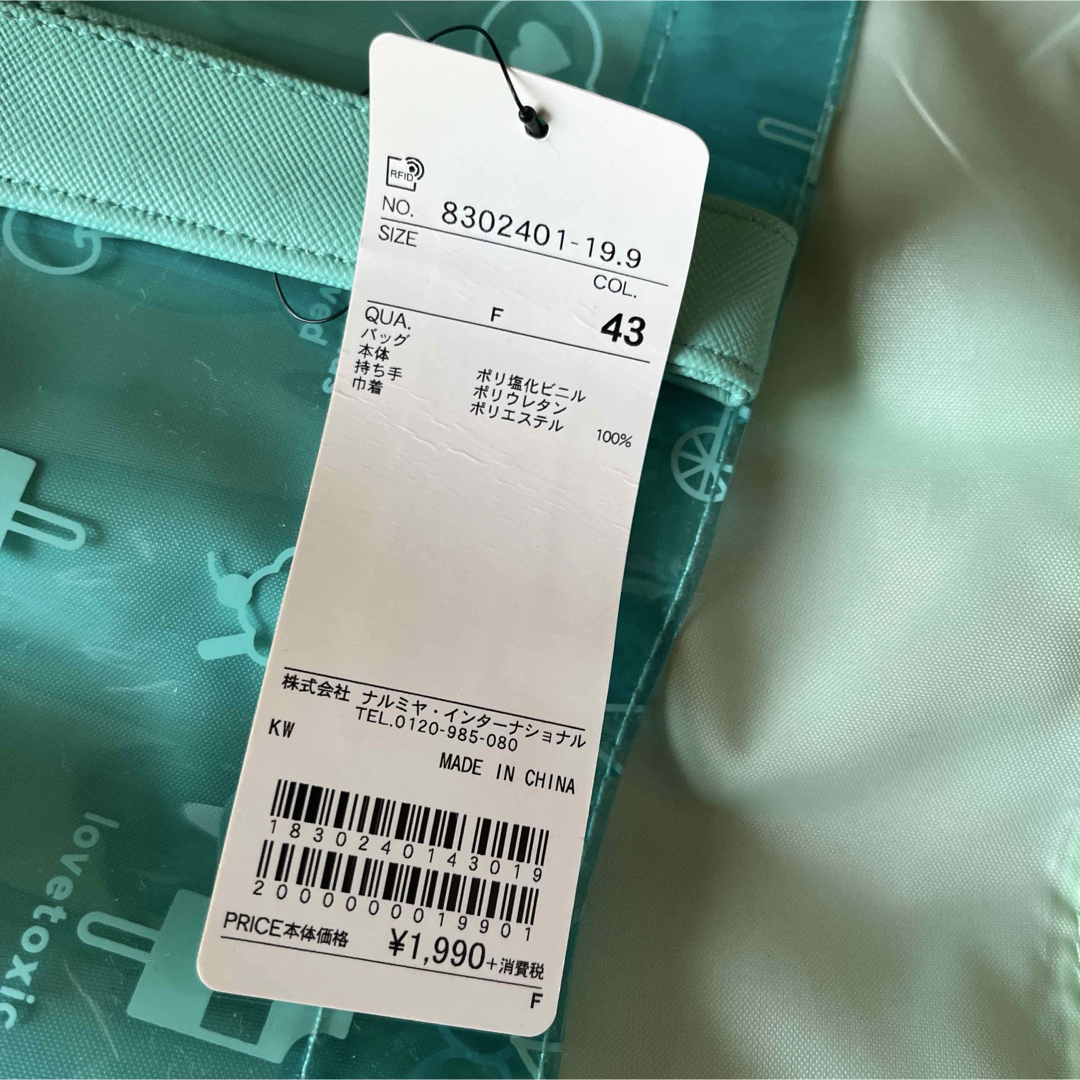 RFID
NO. 8302401-19.9
SIZE
COL.
F 43
QUA.
バッグ
本体 ポリ塩化ビニル
持ち手 ポリウレタン
巾着 ポリエステル 100%
株式会社 ナルミヤ・インターナショナル
TEL.0120-985-080
KW
MADE IN CHINA
1830240143019
2000000019901
PRICE本体価格 ¥1,990+消費税
F
lovetoxic